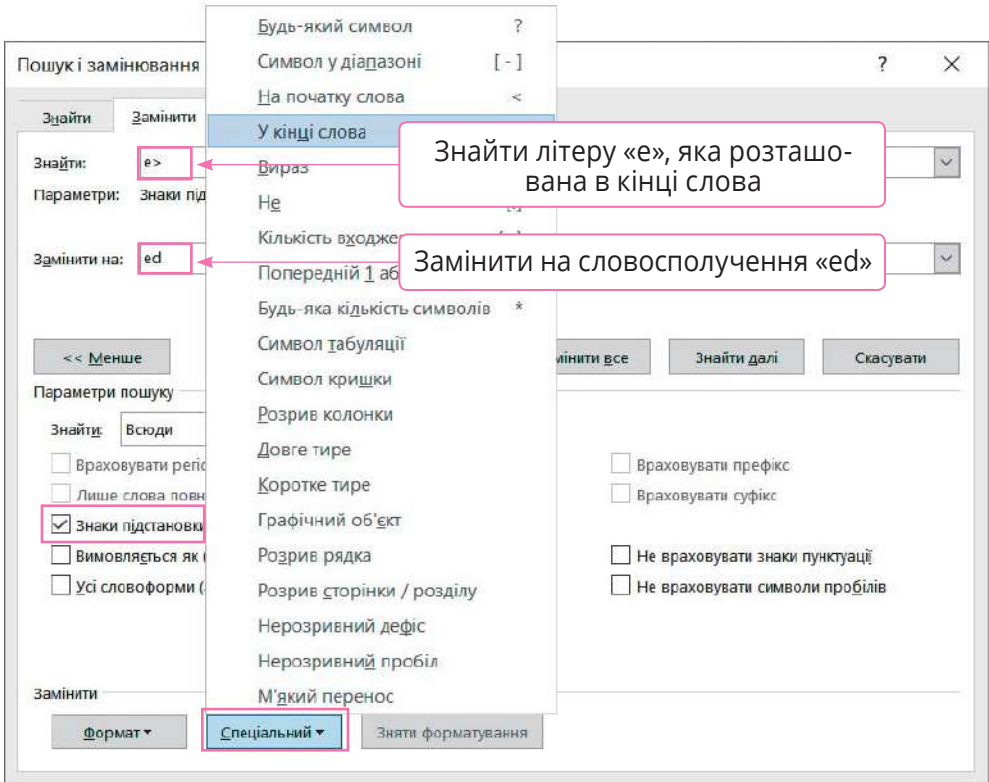 Будь-який символ ?
Символ у діапазоні [ - ]
На початку слова <
У кінці слова
Вираз
Не
Кількість входже
Попередній 1 аб
Будь-яка кількість символів *
Символ табуляції
Символ кришки
Розрив колонки
Довге тире
Коротке тире
Графічний об'єкт
Розрив рядка
Розрив сторінки / розділу
Нерозривний дефіс
Нерозривний пробіл
М'який перенос
Пошук і замінювання ? ×
Знайти Замінити
Знайти: e>
Знайти літеру «е», яка розташо-
вана в кінці слова
Параметри: Знаки під
Замінити на: ed
Замінити на словосполучення «ed»
<< Менше мінити все Знайти далі Скасувати
Параметри пошуку
Знайти: Всюди
Враховувати регіс Враховувати префікс
Лише слова повн Враховувати суфікс
Знаки підстановки
Вимовляється як ( Не враховувати знаки пунктуації
Усі словоформи ( Не враховувати символи пробілів
Замінити
Формат Спеціальний Зняти форматування